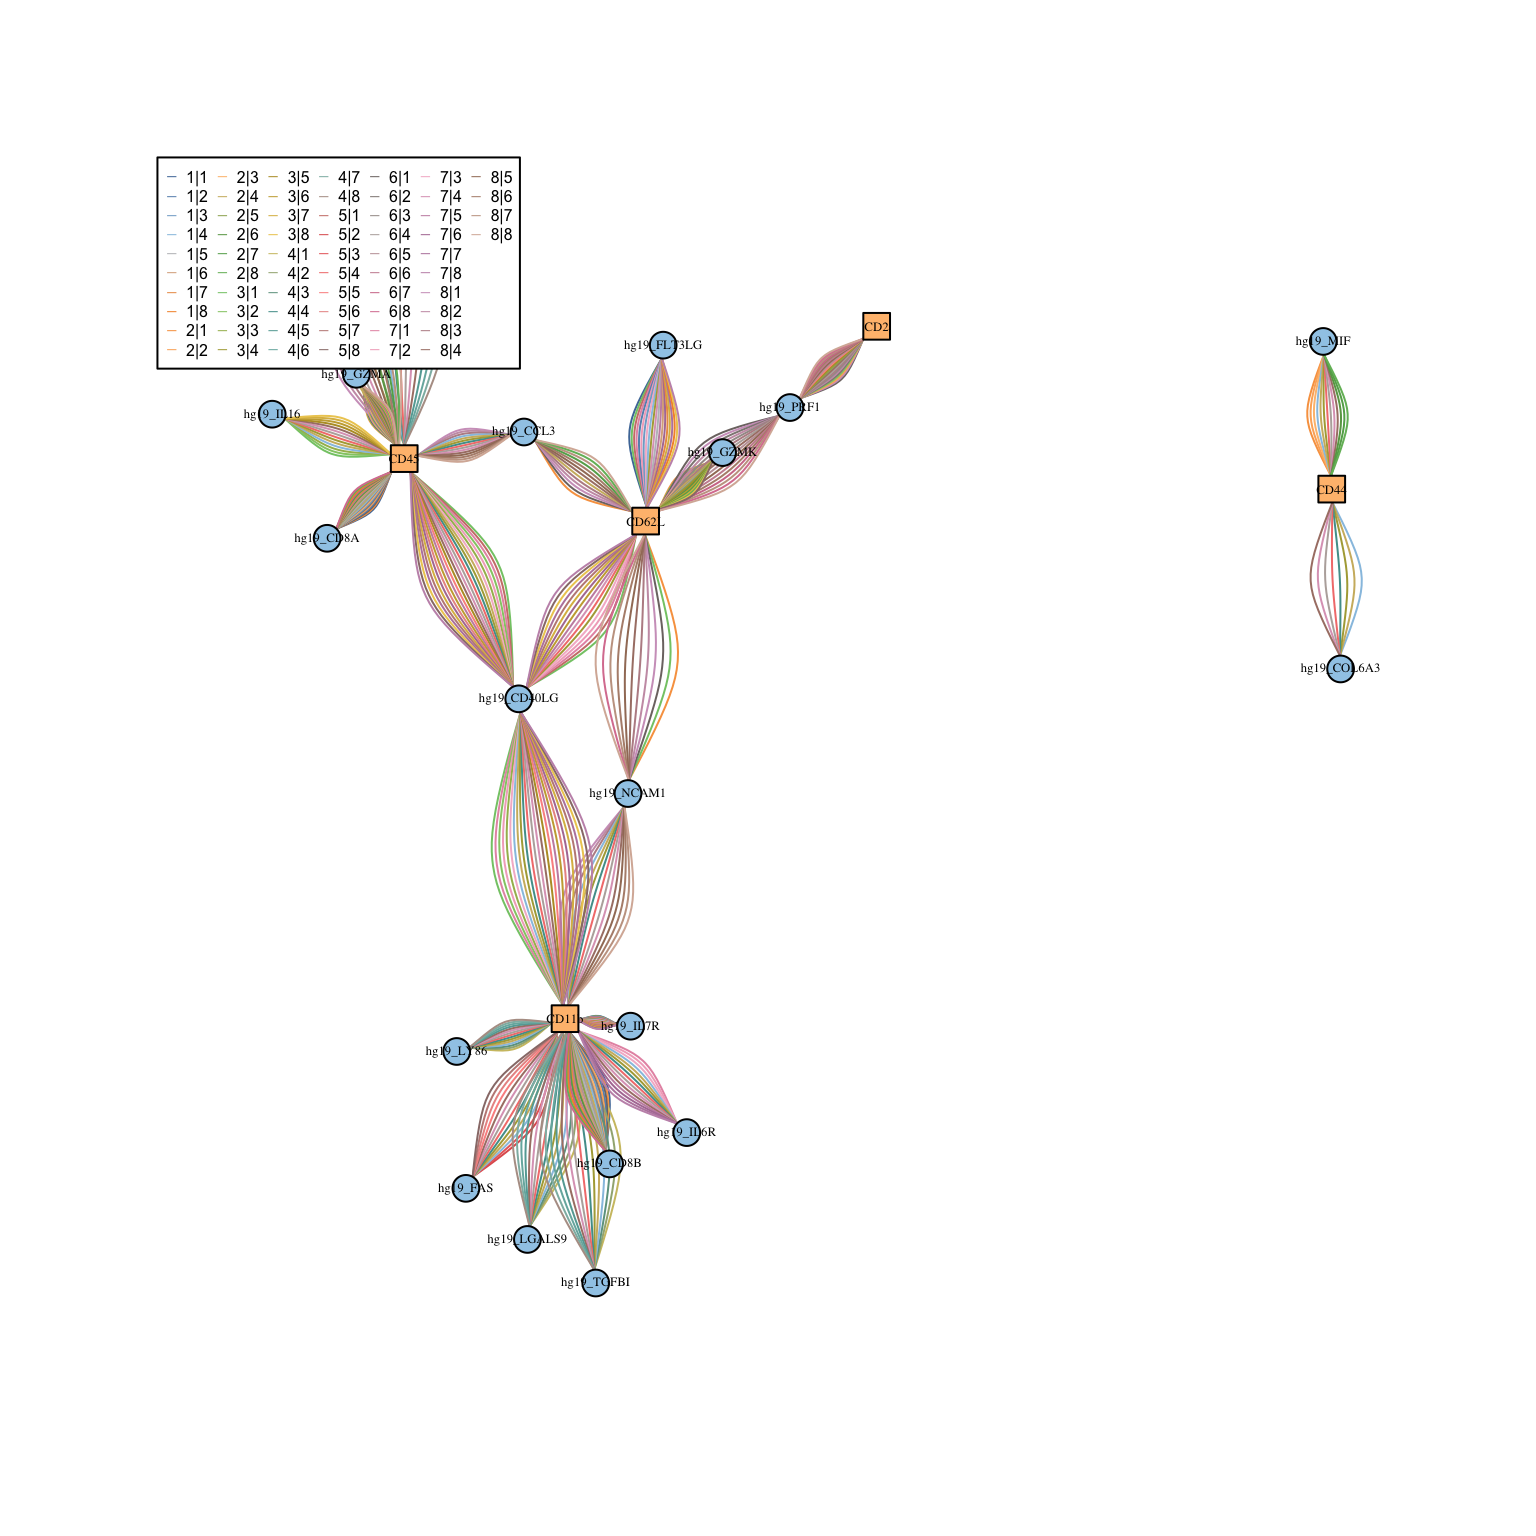 1|1 2|3 3|5 4|7 6|1 7|3 8|5
1|2 2|4 3|6 4|8 6|2 7|4 8|6
1|3 2|5 3|7 5|1 6|3 7|5 8|7
1|4 2|6 3|8 5|2 6|4 7|6 8|8
1|5 2|7 4|1 5|3 6|5 7|7
1|6 2|8 4|2 5|4 6|6 7|8
1|7 3|1 4|3 5|5 6|7 8|1
1|8 3|2 4|4 5|6 6|8 8|2
2|1 3|3 4|5 5|7 7|1 8|3
2|2 3|4 4|6 5|8 7|2 8|4
CD2
hg19_MIF
hg19_FLT3LG
hg19_GZMA
hg19_PRF1
hg19_IL16
hg19_CCL3
hg19_GZMK
CD45
CD44
CD62L
hg19_CD8A
hg19_COL6A3
hg19_CD40LG
hg19_NCAM1
CD11b
hg19_IL7R
hg19_LY86
hg19_IL6R
hg19_CD8B
hg19_FAS
hg19_LGALS9
hg19_TGFBI